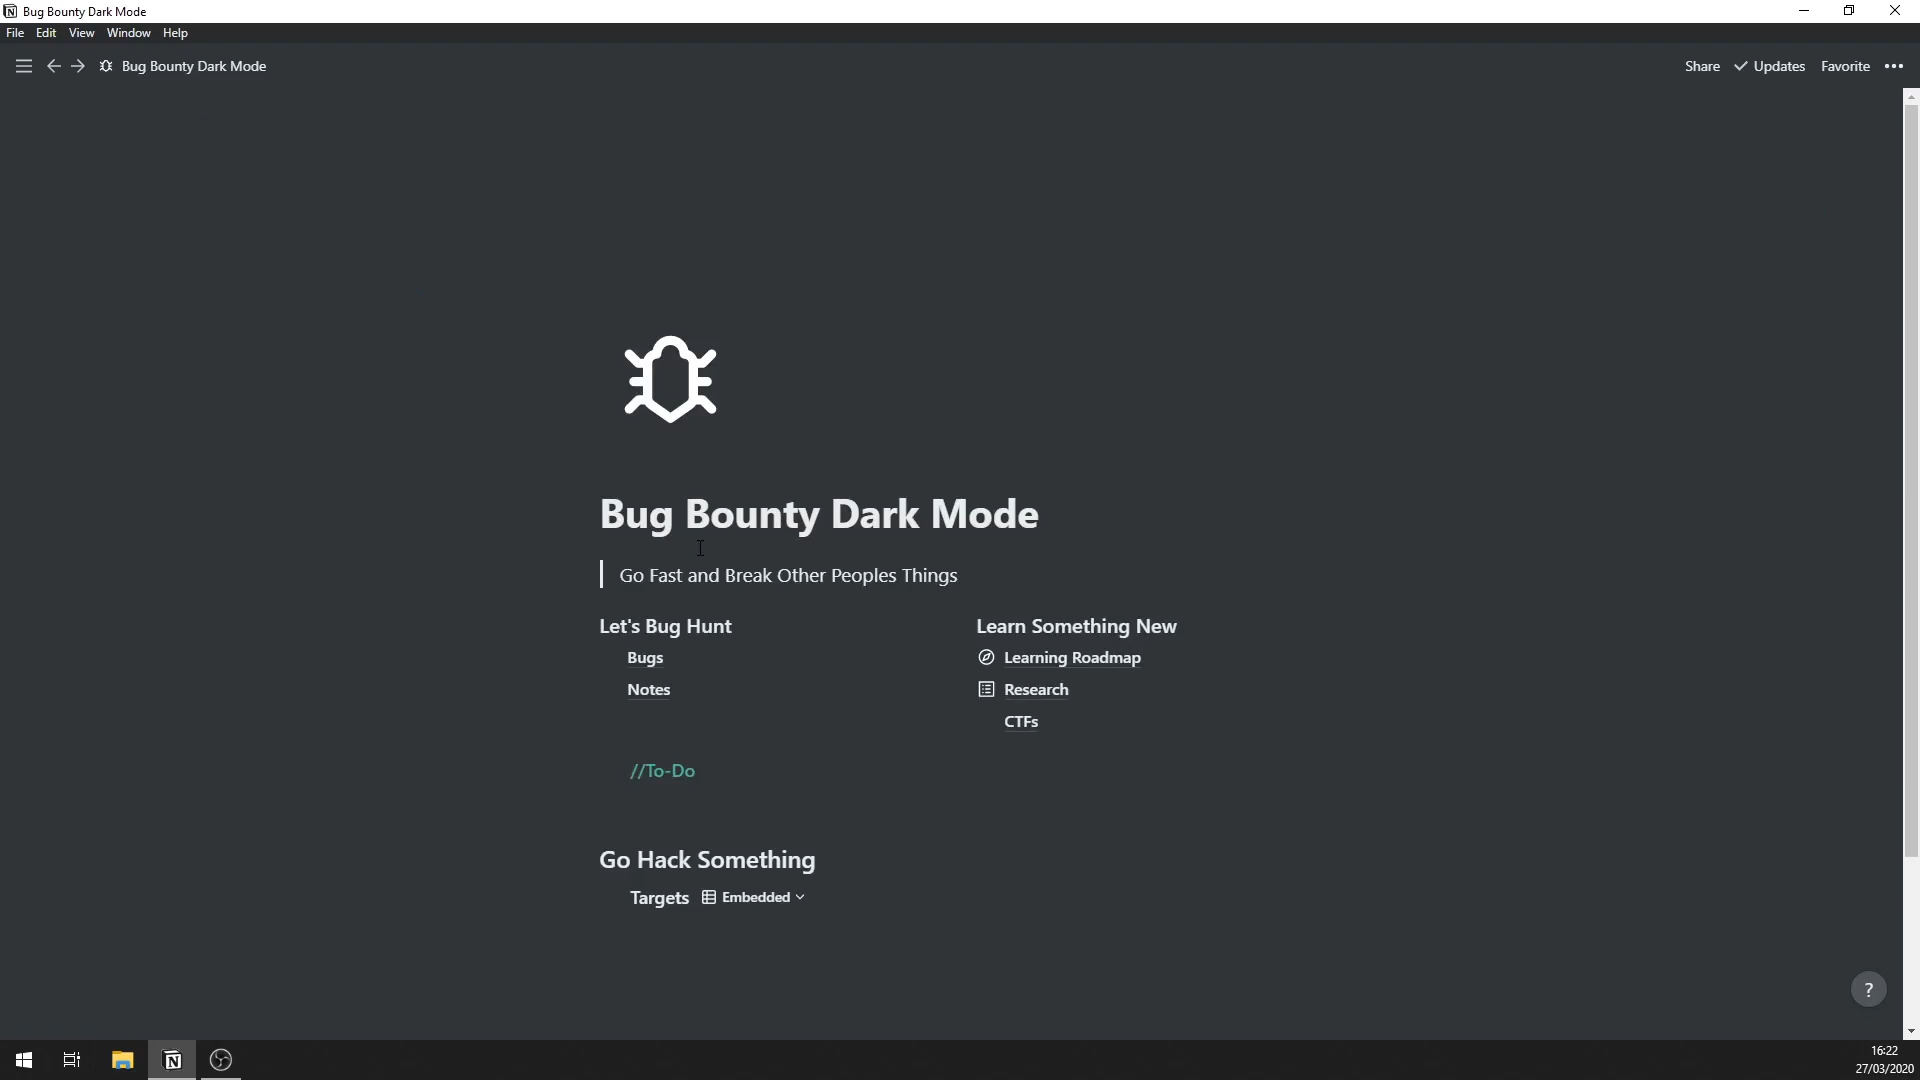 Bug Bounty Dark Mode
File Edit View Window Help
Bug Bounty Dark Mode
Share Updates Favorite
Bug Bounty Dark Mode
Go Fast and Break Other Peoples Things
Let's Bug Hunt
Bugs
Notes
Learn Something New
Learning Roadmap
Research
CTFs
//To-Do
Go Hack Something
Targets Embedded
?
16:22
27/03/2020